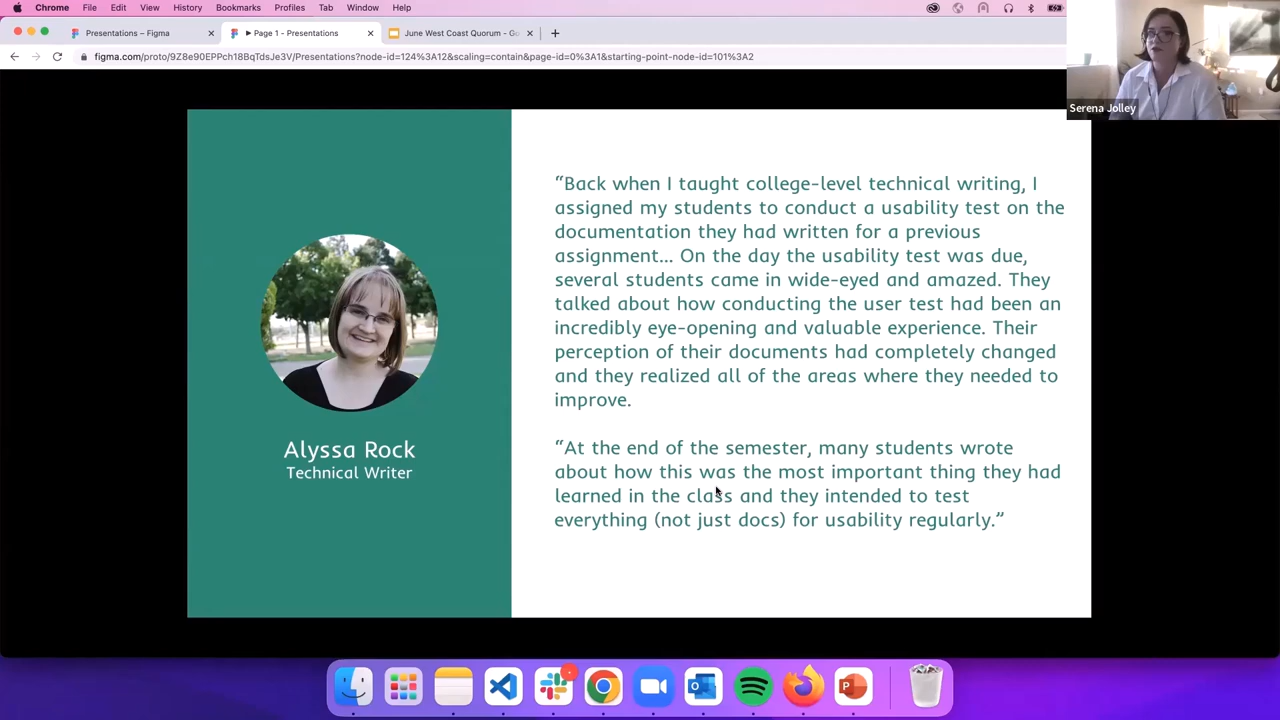 Chrome File Edit View History Bookmarks Profiles Tab Window Help
Presentations – Figma
Page 1 - Presentations
June West Coast Quorum - Go
figma.com/proto/9Z8e90EPPch18BqTdsJe3V/Presentations?node-id=124%3A12&scaling=contain&page-id=0%3A1&starting-point-node-id=101%3A2
Serena Jolley
Alyssa Rock
Technical Writer
“Back when I taught college-level technical writing, I
assigned my students to conduct a usability test on the
documentation they had written for a previous
assignment... On the day the usability test was due,
several students came in wide-eyed and amazed. They
talked about how conducting the user test had been an
incredibly eye-opening and valuable experience. Their
perception of their documents had completely changed
and they realized all of the areas where they needed to
improve.
“At the end of the semester, many students wrote
about how this was the most important thing they had
learned in the class and they intended to test
everything (not just docs) for usability regularly.”